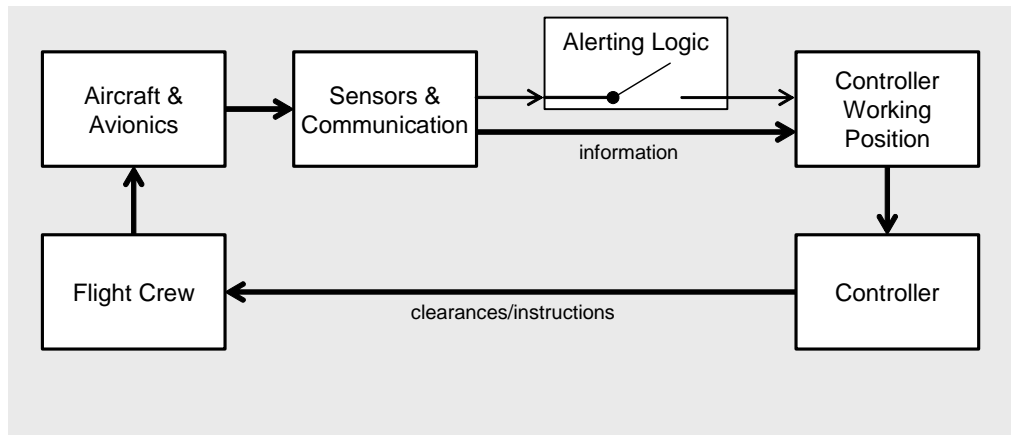 Alerting Logic
Aircraft &
Avionics
Sensors &
Communication
Controller
Working
Position
information
Flight Crew
clearances/instructions
Controller